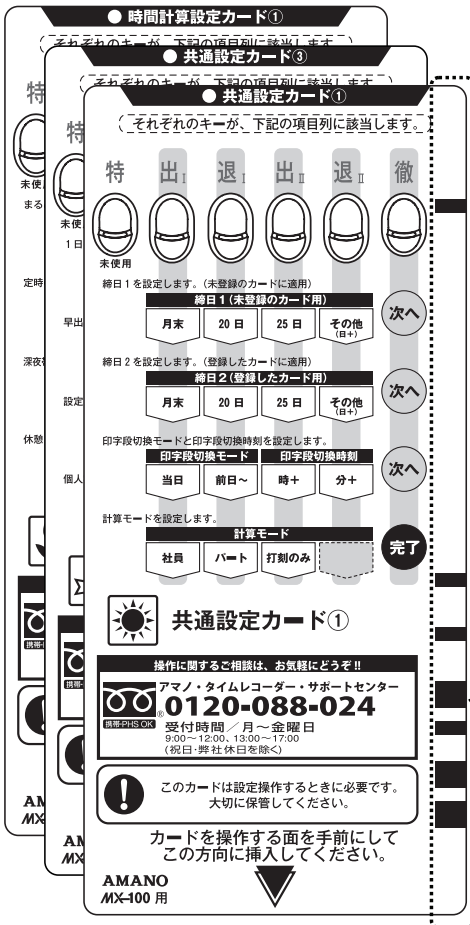 ● 時間計算設定カード①
それぞれのキーが、下記の項目列に該当します。
特
未使用
まる
定時
深夜
休憩
携帯・
AM
MX
● 共通設定カード③
それぞれのキーが、下記の項目列に該当します。
特
未使
1日
早出
設定
個人
携帯・
AM
MX
● 共通設定カード①
それぞれのキーが、下記の項目列に該当します。
特 出I 退I 出II 退II 徹
未使用
締日1を設定します。(未登録のカードに適用)
締日1(未登録のカード用)
月末 20日 25日 その他(日+) 次へ
締日2を設定します。(登録したカードに適用)
締日2(登録したカード用)
月末 20日 25日 その他(日+) 次へ
印字段切換モードと印字段切換時刻を設定します。
印字段切換モード 印字段切換時刻
当日 前日〜 時+ 分+ 次へ
計算モードを設定します。
計算モード
社員 パート 打刻のみ 完了
共通設定カード①
操作に関するご相談は、お気軽にどうぞ!!
アマノ・タイムレコーダー・サポートセンター
携帯・PHS OK ® 0120-088-024
受付時間/月〜金曜日
9:00〜12:00、13:00〜17:00
(祝日・弊社休日を除く)
このカードは設定操作するときに必要です。
大切に保管してください。
カードを操作する面を手前にして
この方向に挿入してください。
AMANO
MX-100 用